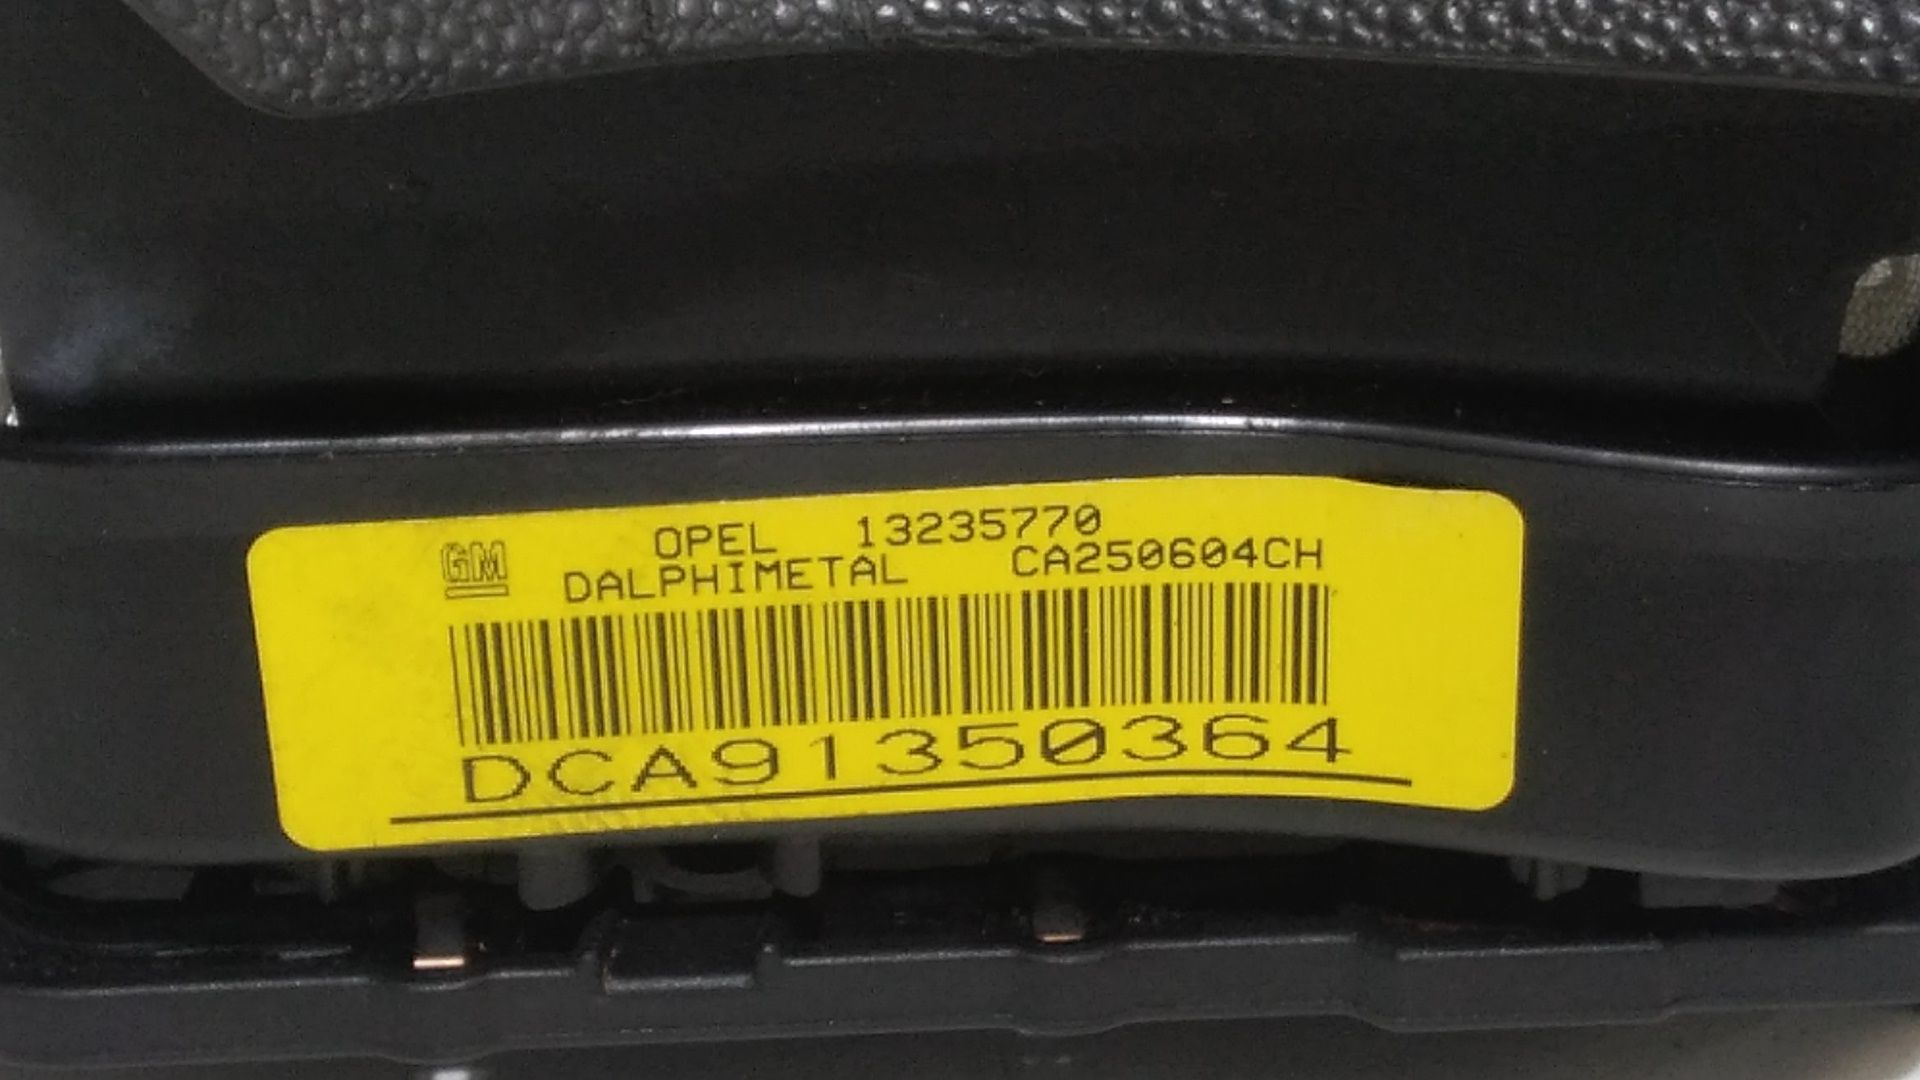 GM OPEL 13235770
DALPHIMETAL CA250604CH
DCA91350364